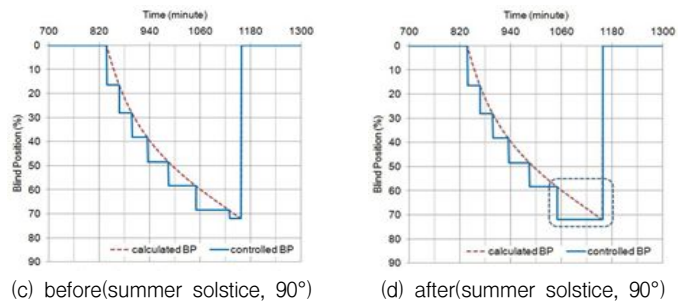 Time (minute)
700 820 940 1060 1180 1300
0
10
20
30
40
50
60
70
80
90
Blind Position (%)
calculated BP controlled BP
(c) before(summer solstice, 90°)
Time (minute)
700 820 940 1060 1180 1300
0
10
20
30
40
50
60
70
80
90
Blind Position (%)
calculated BP controlled BP
(d) after(summer solstice, 90°)